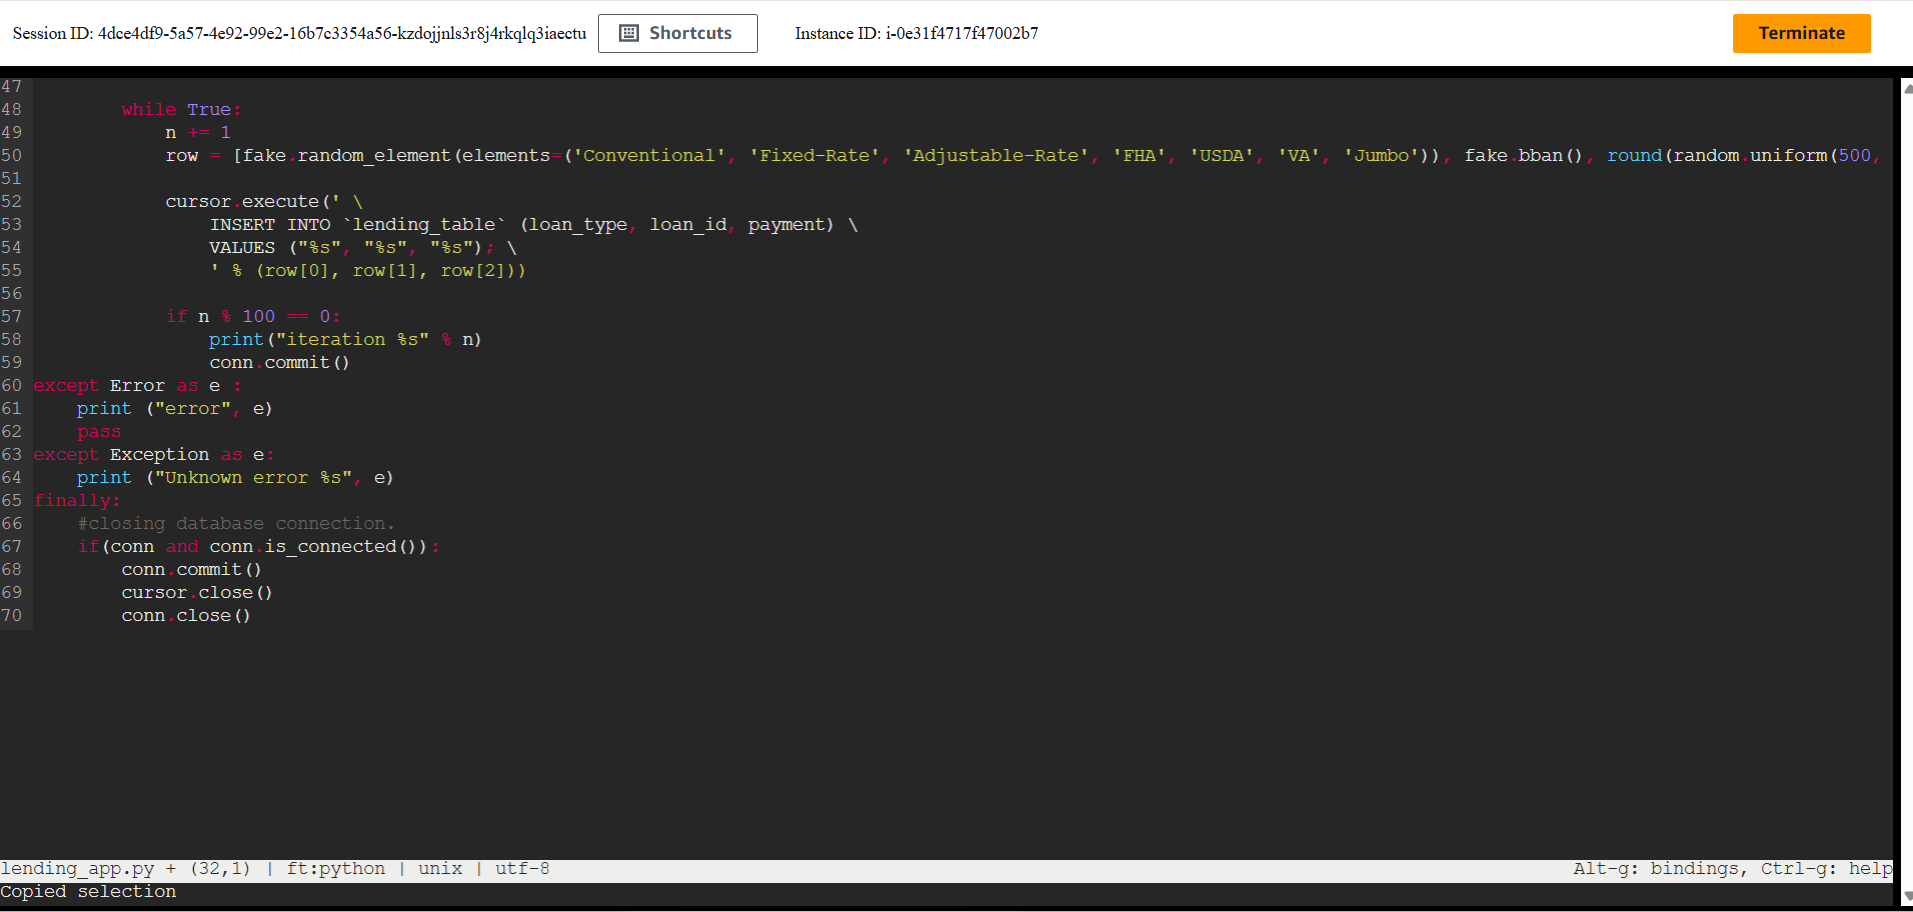 Session ID: 4dce4df9-5a57-4e92-99e2-16b7c3354a56-kzdojjnls3r8j4rkqlq3iaectu Shortcuts Instance ID: i-0e31f4717f47002b7 Terminate
47
48         while True:
49             n += 1
50             row = [fake.random_element(elements=('Conventional', 'Fixed-Rate', 'Adjustable-Rate', 'FHA', 'USDA', 'VA', 'Jumbo')), fake.bban(), round(random.uniform(500,
51
52             cursor.execute(' \
53                 INSERT INTO `lending_table` (loan_type, loan_id, payment) \
54                 VALUES ("%s", "%s", "%s"); \
55                 ' % (row[0], row[1], row[2]))
56
57             if n % 100 == 0:
58                 print("iteration %s" % n)
59                 conn.commit()
60 except Error as e :
61     print ("error", e)
62     pass
63 except Exception as e:
64     print ("Unknown error %s", e)
65 finally:
66     #closing database connection.
67     if(conn and conn.is_connected()):
68         conn.commit()
69         cursor.close()
70         conn.close()
lending_app.py + (32,1) | ft:python | unix | utf-8 Alt-g: bindings, Ctrl-g: help
Copied selection